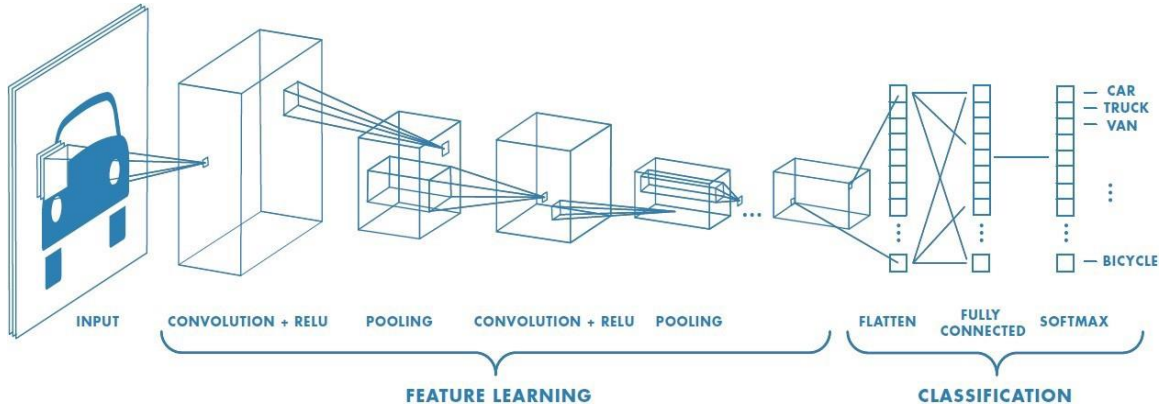 CAR
TRUCK
VAN
BICYCLE
INPUT
CONVOLUTION + RELU
POOLING
CONVOLUTION + RELU
POOLING
FLATTEN
FULLY
CONNECTED
SOFTMAX
FEATURE LEARNING
CLASSIFICATION